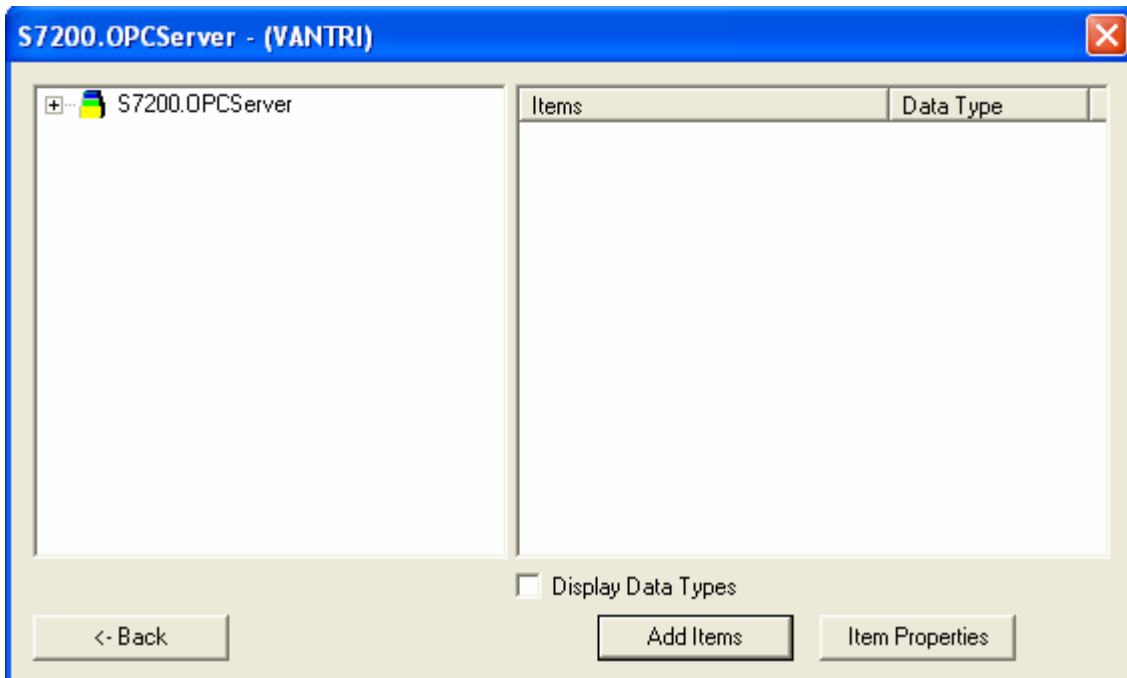 S7200.OPCServer - (VANTRI)
S7200.OPCServer
Items Data Type
Display Data Types
<- Back Add Items Item Properties